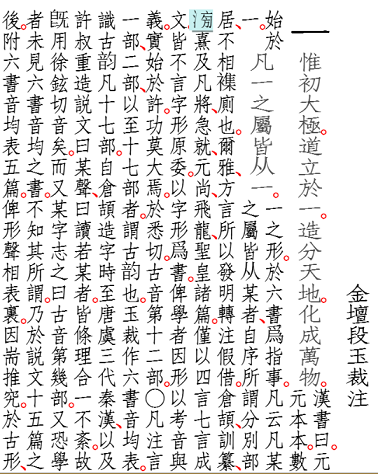 金壇段玉裁注
一 惟初大極。道立於一。造分天地。化成萬物。
漢書曰。元
元本本。數
始於
一。
凡一之屬皆从一。
一之形。於六書爲指事。凡云凡某
之屬皆从某者。自序所謂分別部
居。不相襍廁也。爾雅、方言所以發明轉注假借。倉頡、訓纂、
滂熹及凡將、急就、元尚、飛龍、聖皇諸篇。僅以四言七言成
文。皆不言字形原委。以字形爲書。俾學者因形以考音與
義。實始於許。功莫大焉。於悉切。古音第十二部。〇凡注言
一部、二部以至十七部者。謂古韵也。玉裁作六書音均表。
識古韵凡十七部。自倉頡造字時至唐虞三代秦漢以及
許叔重造說文曰某聲、曰讀若某者。皆條理合一不紊。故
旣用徐鉉切音矣。而又某字志之曰古音第幾部。又恐學
者未見六書音均之書。不知其所謂。乃於說文十五篇之
後。附六書音均表五篇。俾形聲相表裏。因耑推究。於古形、